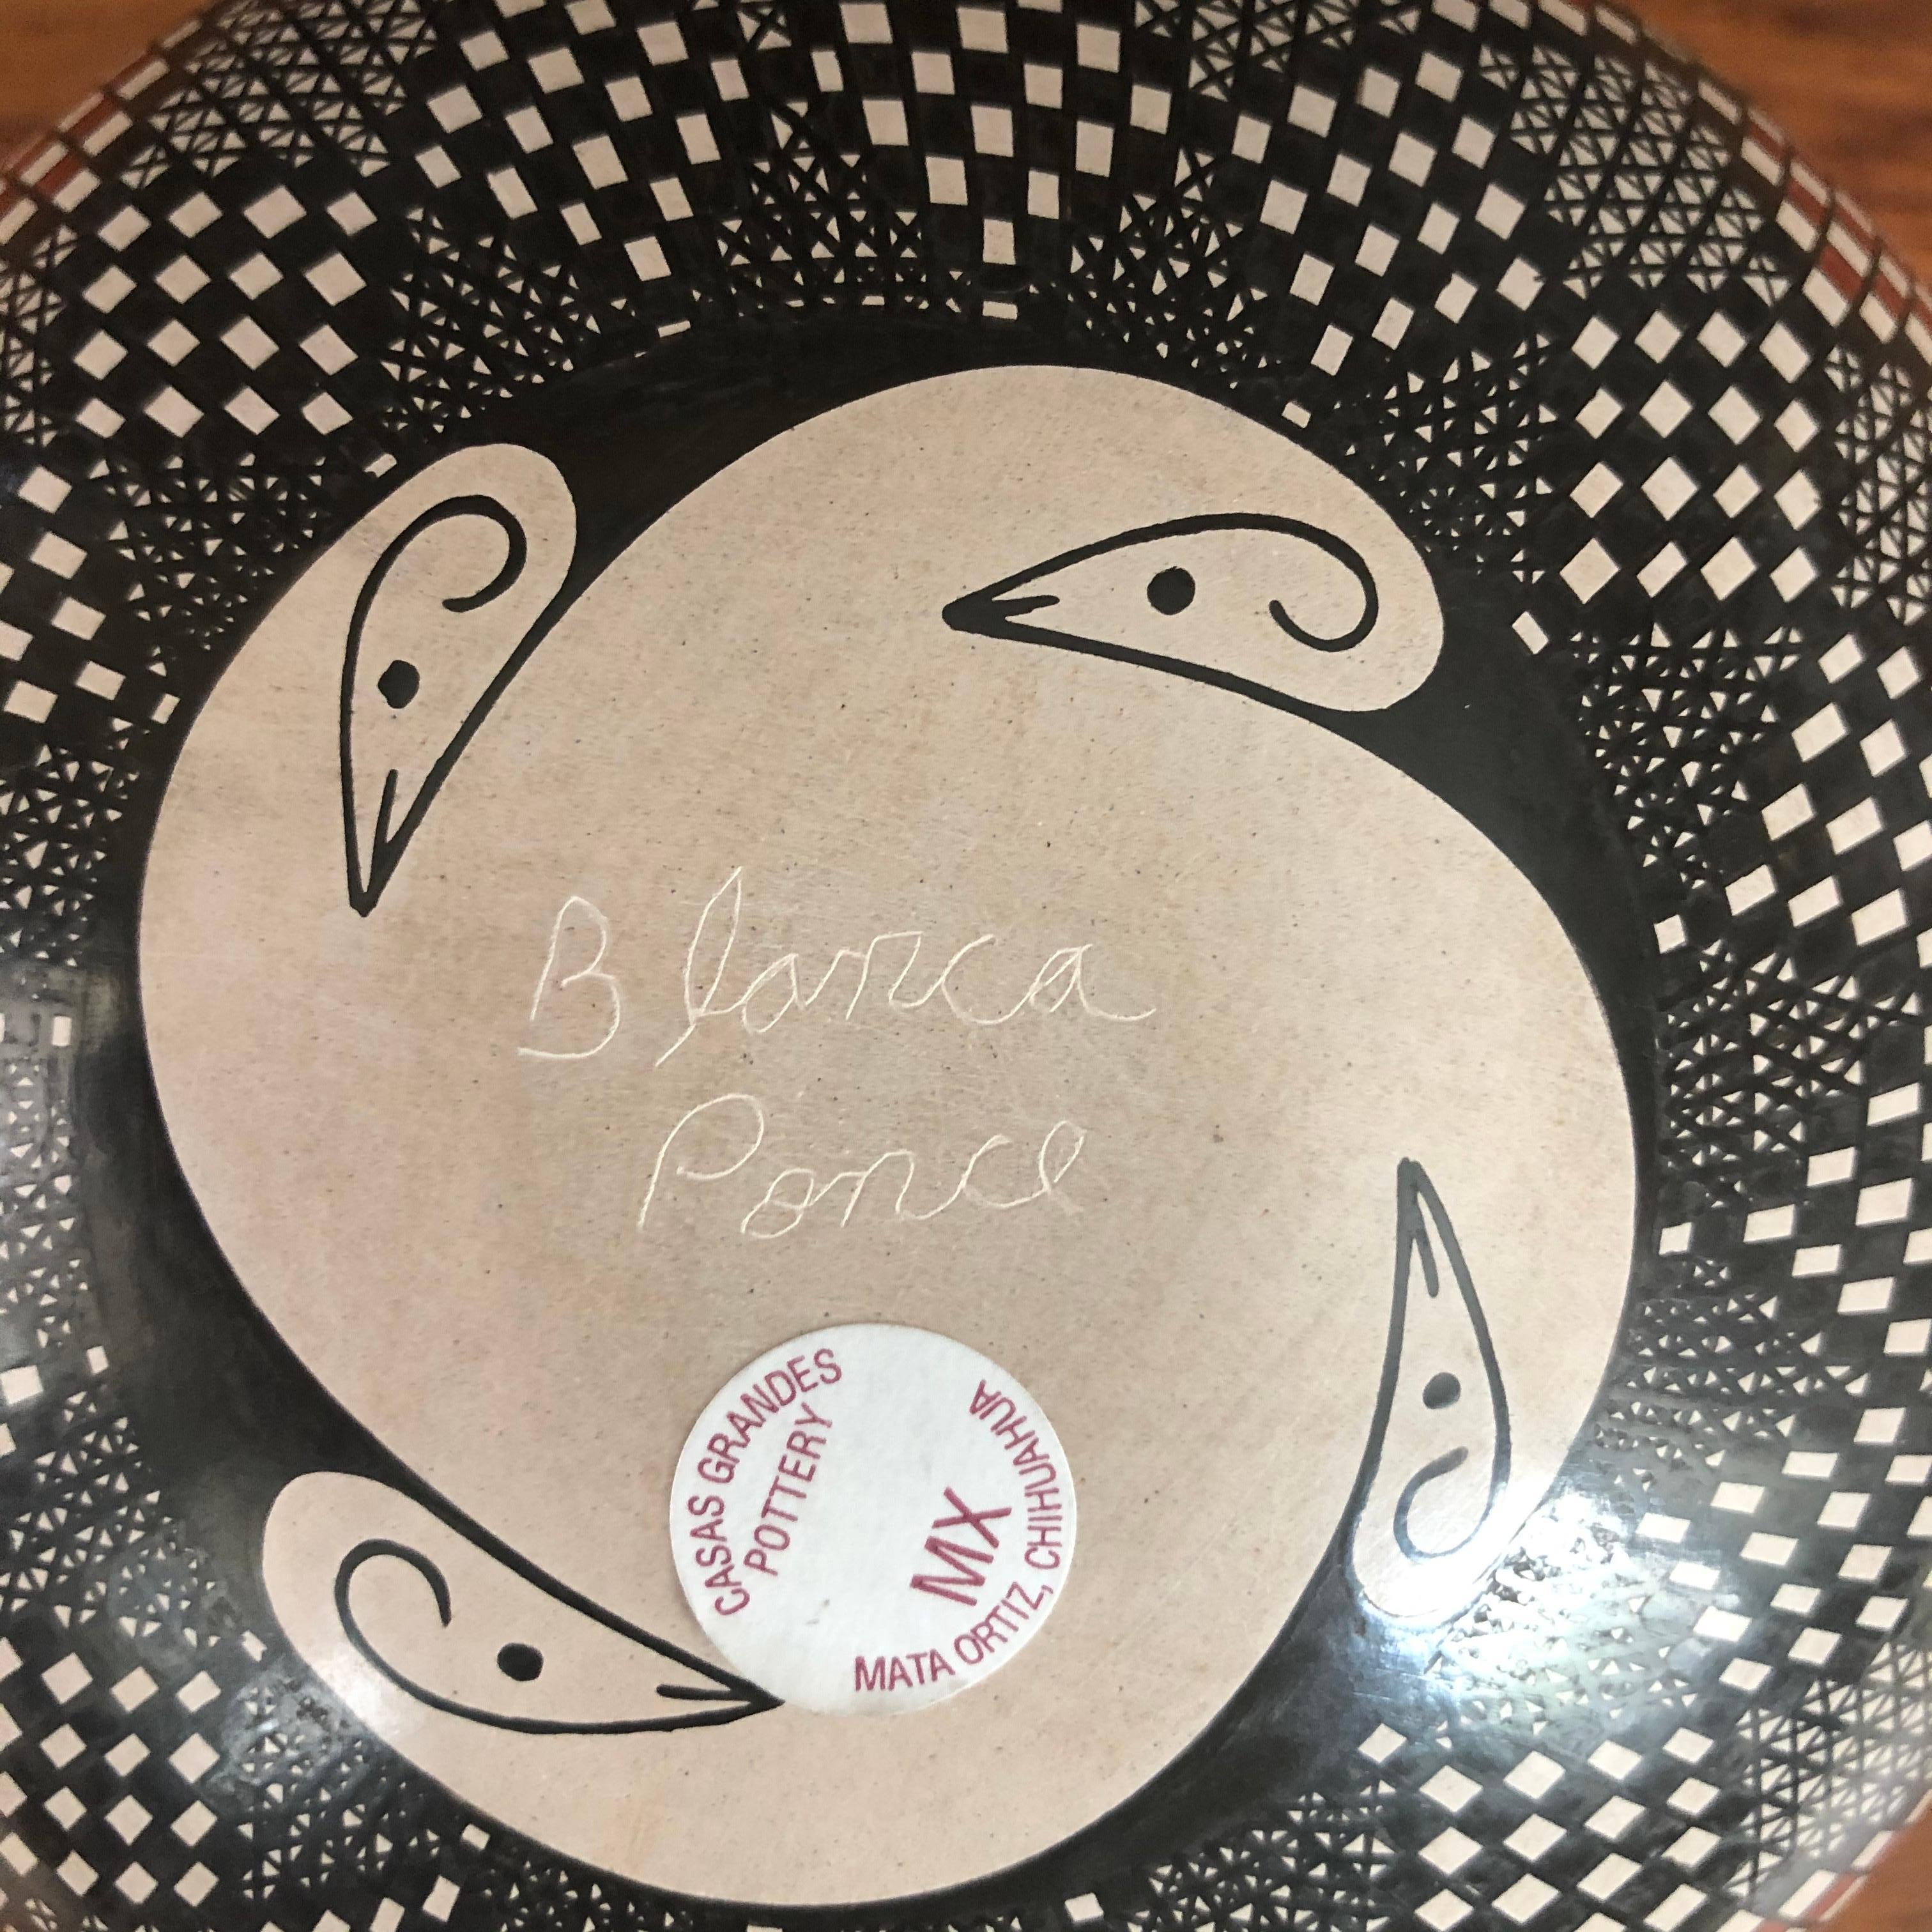 Blanca
Ponce
CASAS GRANDES
POTTERY
MX
MATA ORTIZ, CHIHUAHUA